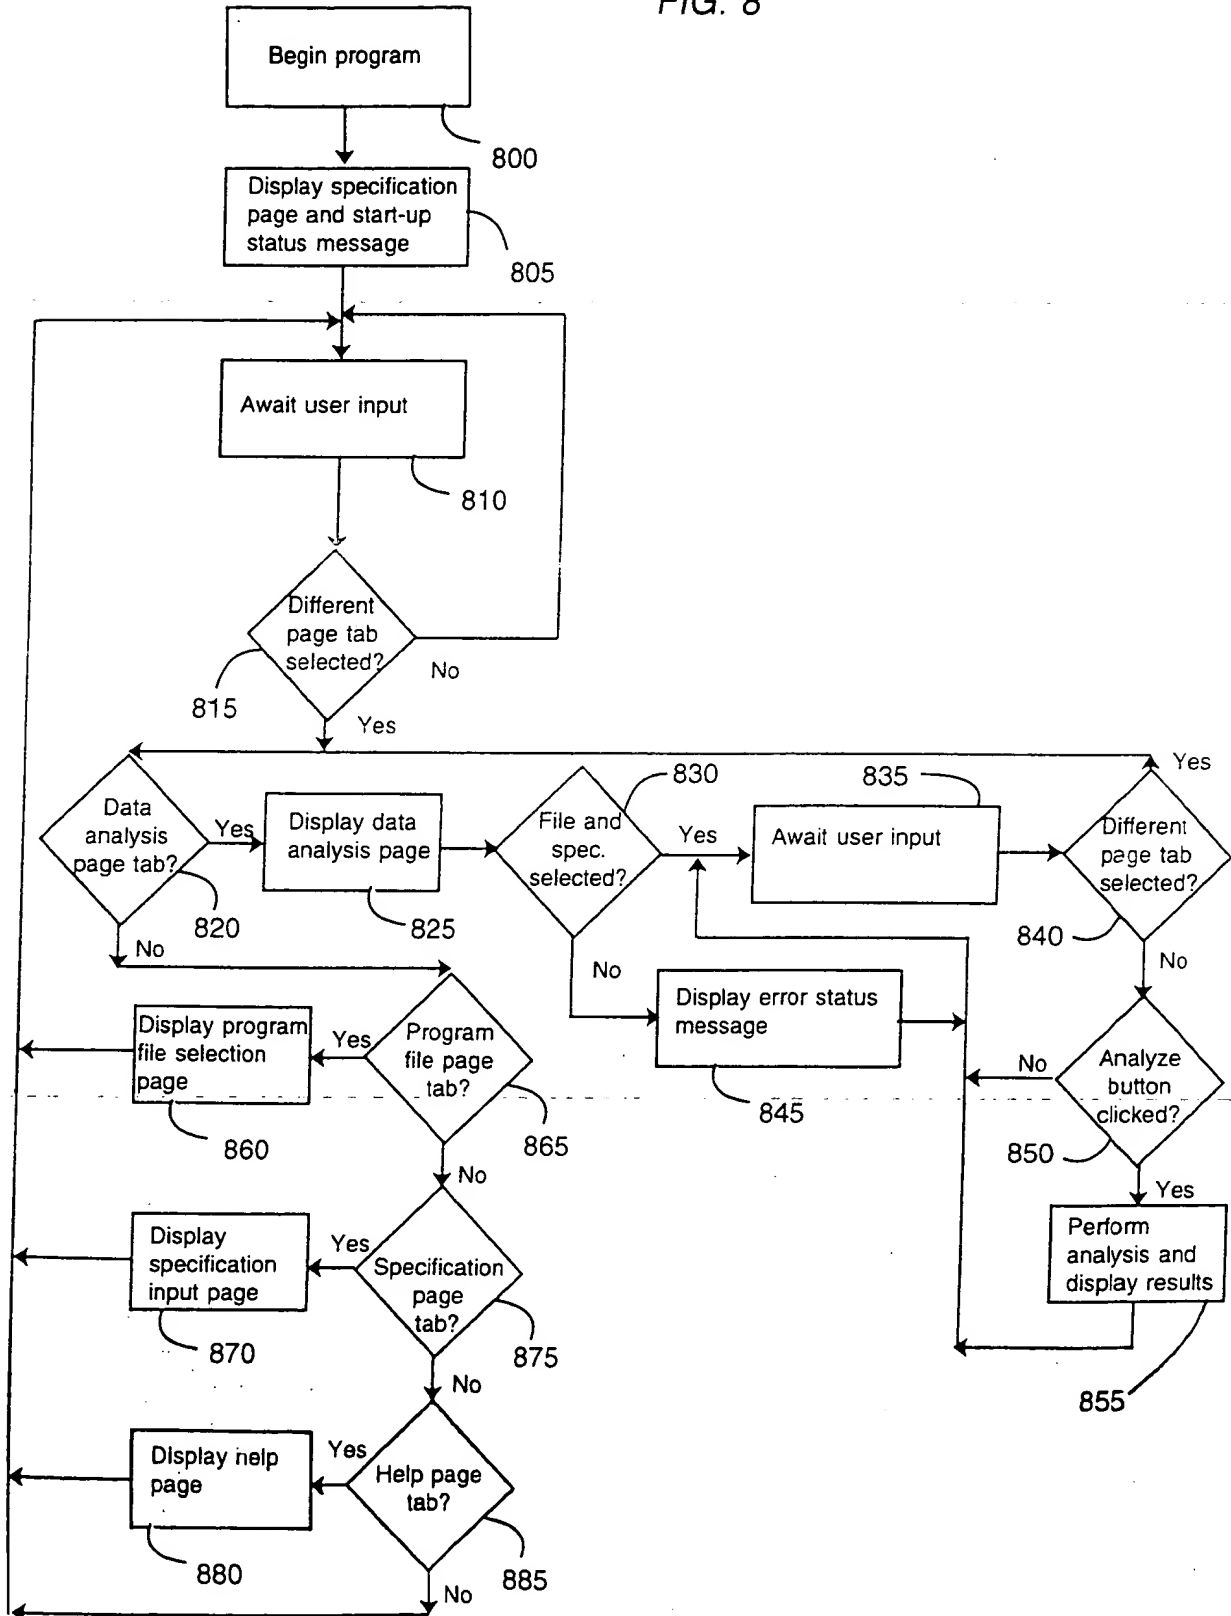 FIG. 8
Begin program
800
Display specification
page and start-up
status message
805
Await user input
810
Different
page tab
selected?
No
815
Yes
Yes
830
835
Data
analysis
page tab?
Yes
Display data
analysis page
File and
spec.
selected?
Yes
Await user input
Different
page tab
selected?
820
825
840
No
No
No
Display error status
message
845
Display program
file selection
page
Yes
Program
file page
tab?
No
Analyze
button
clicked?
860
865
850
No
Yes
Display
specification
input page
Yes
Specification
page
tab?
Perform
analysis and
display results
870
875
855
No
Display help
page
Yes
Help page
tab?
880
885
No